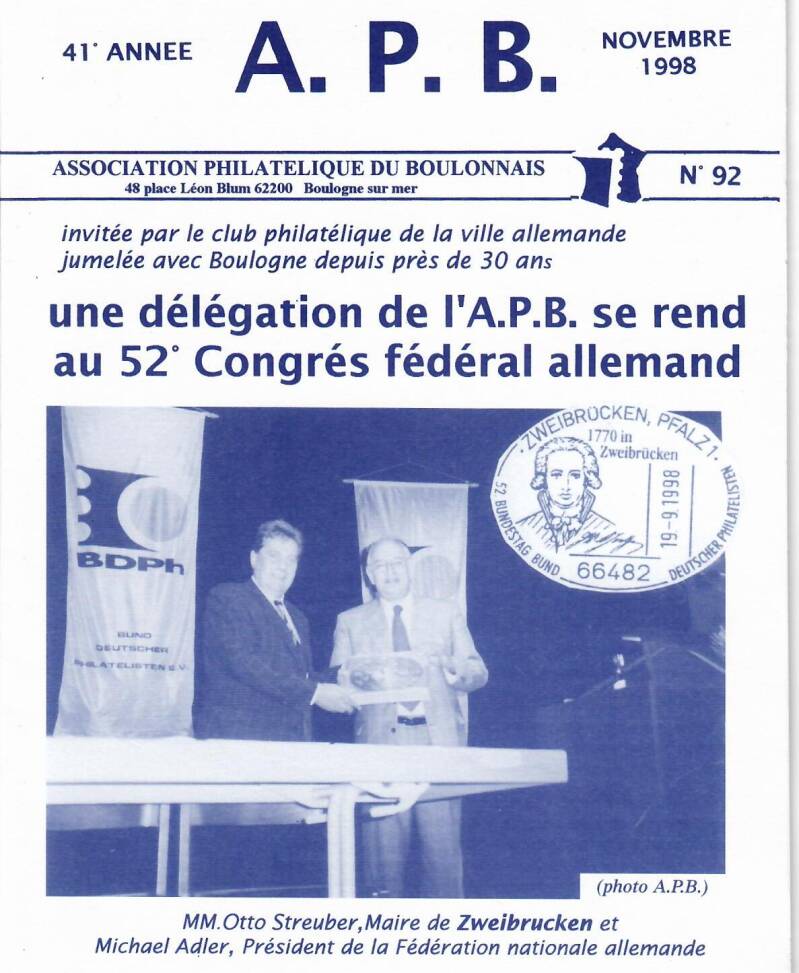 41° ANNEE
A. P. B.
NOVEMBRE
1998
ASSOCIATION PHILATELIQUE DU BOULONNAIS
48 place Léon Blum 62200 Boulogne sur mer
N° 92
invitée par le club philatélique de la ville allemande
jumelée avec Boulogne depuis près de 30 ans
une délégation de l'A.P.B. se rend
au 52° Congrés fédéral allemand
BDPh
BUND
DEUTSCHER
PHILATELISTEN E.V.
· ZWEIBRÜCKEN, PFALZ 1 ·
1770 in
Zweibrücken
19-9.1998
52. BUNDESTAG BUND
DEUTSCHER PHILATELISTEN
66482
(photo A.P.B.)
MM.Otto Streuber,Maire de Zweibrucken et
Michael Adler, Président de la Fédération nationale allemande